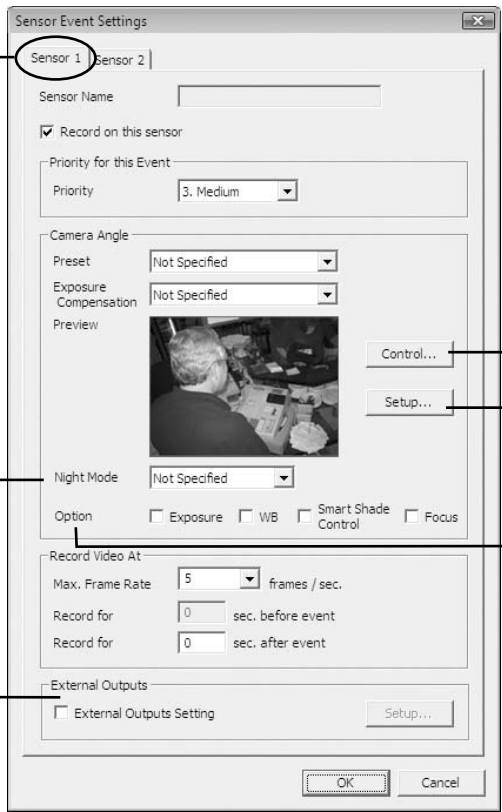 Sensor Event Settings
Sensor 1
Sensor 2
Sensor Name
Record on this sensor
Priority for this Event
Priority
3. Medium
Camera Angle
Preset
Not Specified
Exposure
Compensation
Not Specified
Preview
Control...
Setup...
Night Mode
Not Specified
Option
Exposure
WB
Smart Shade
Control
Focus
Record Video At
Max. Frame Rate
5
frames / sec.
Record for
0
sec. before event
Record for
0
sec. after event
External Outputs
External Outputs Setting
Setup...
OK
Cancel